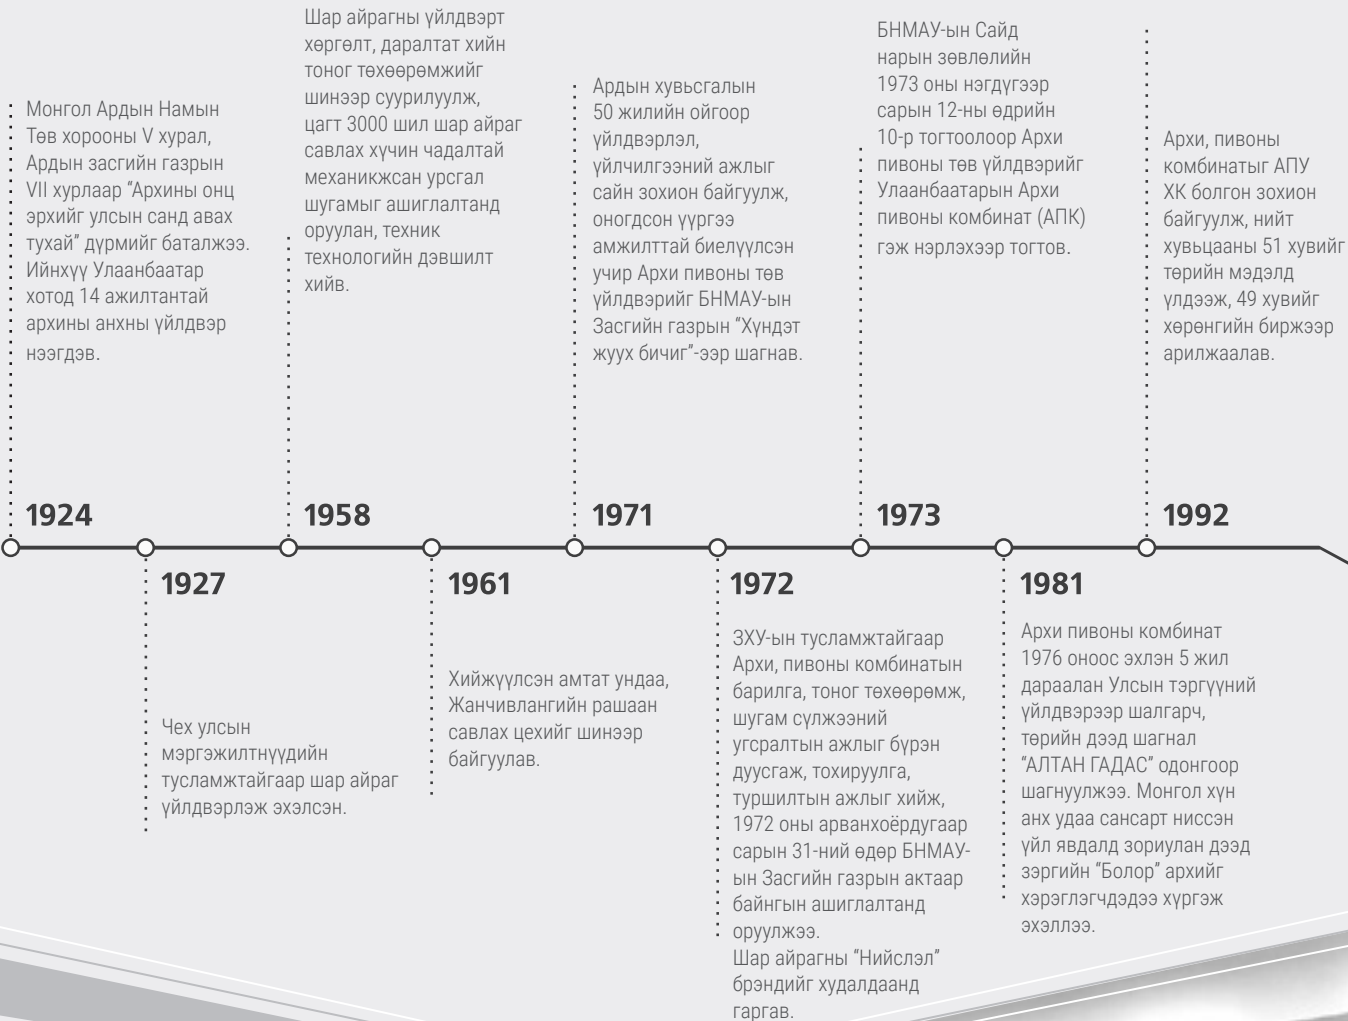 1924
Монгол Ардын Намын
Төв хорооны V хурал,
Ардын засгийн газрын
VII хурлаар "Архины онц
эрхийг улсын санд авах
тухай" дүрмийг баталжээ.
Ийнхүү Улаанбаатар
хотод 14 ажилтантай
архины анхны үйлдвэр
нээгдэв.
1927
Чех улсын
мэргэжилтнүүдийн
тусламжтайгаар шар айраг
үйлдвэрлэж эхэлсэн.
1958
Шар айрагны үйлдвэрт
хөргөлт, даралтат хийн
тоног төхөөрөмжийг
шинээр суурилуулж,
цагт 3000 шил шар айраг
савлах хүчин чадалтай
механикжсан урсгал
шугамыг ашиглалтанд
оруулан, техник
технологийн дэвшилт
хийв.
1961
Хийжүүлсэн амтат ундаа,
Жанчивлангийн рашаан
савлах цехийг шинээр
байгуулав.
1971
Ардын хувьсгалын
50 жилийн ойгоор
үйлдвэрлэл,
үйлчилгээний ажлыг
сайн зохион байгуулж,
оногдсон үүргээ
амжилттай биелүүлсэн
учир Архи пивоны төв
үйлдвэрийг БНМАУ-ын
Засгийн газрын "Хүндэт
жуух бичиг"-ээр шагнав.
1972
ЗХУ-ын тусламжтайгаар
Архи, пивоны комбинатын
барилга, тоног төхөөрөмж,
шугам сүлжээний
угсралтын ажлыг бүрэн
дуусгаж, тохируулга,
туршилтын ажлыг хийж,
1972 оны арванхоёрдугаар
сарын 31-ний өдөр БНМАУ-
ын Засгийн газрын актаар
байнгын ашиглалтанд
оруулжээ.
Шар айрагны "Нийслэл"
брэндийг худалдаанд
гаргав.
1973
БНМАУ-ын Сайд
нарын зөвлөлийн
1973 оны нэгдүгээр
сарын 12-ны өдрийн
10-р тогтоолоор Архи
пивоны төв үйлдвэрийг
Улаанбаатарын Архи
пивоны комбинат (АПК)
гэж нэрлэхээр тогтов.
1981
Архи пивоны комбинат
1976 оноос эхлэн 5 жил
дараалан Улсын тэргүүний
үйлдвэрээр шалгарч,
төрийн дээд шагнал
"АЛТАН ГАДАС" одонгоор
шагнуулжээ. Монгол хүн
анх удаа сансарт ниссэн
үйл явдалд зориулан дээд
зэргийн "Болор" архийг
хэрэглэгчдэдээ хүргэж
эхэллээ.
1992
Архи, пивоны
комбинатыг АПУ
ХК болгон зохион
байгуулж, нийт
хувьцааны 51 хувийг
төрийн мэдэлд
үлдээж, 49 хувийг
хөрөнгийн биржээр
арилжаалав.